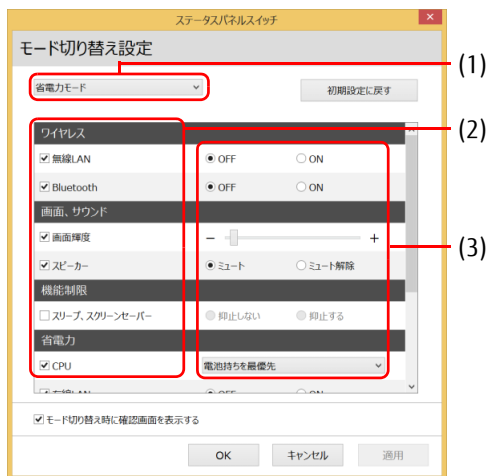 ステータスパネルスイッチ
モード切り替え設定
(1)
省電力モード
初期設定に戻す
(2)
ワイヤレス
無線LAN OFF ON
Bluetooth OFF ON
画面、サウンド
画面輝度 − +
(3)
スピーカー ミュート ミュート解除
機能制限
スリープ、スクリーンセーバー 抑止しない 抑止する
省電力
CPU 電池持ちを最優先
有線LAN OFF ON
モード切り替え時に確認画面を表示する
OK キャンセル 適用